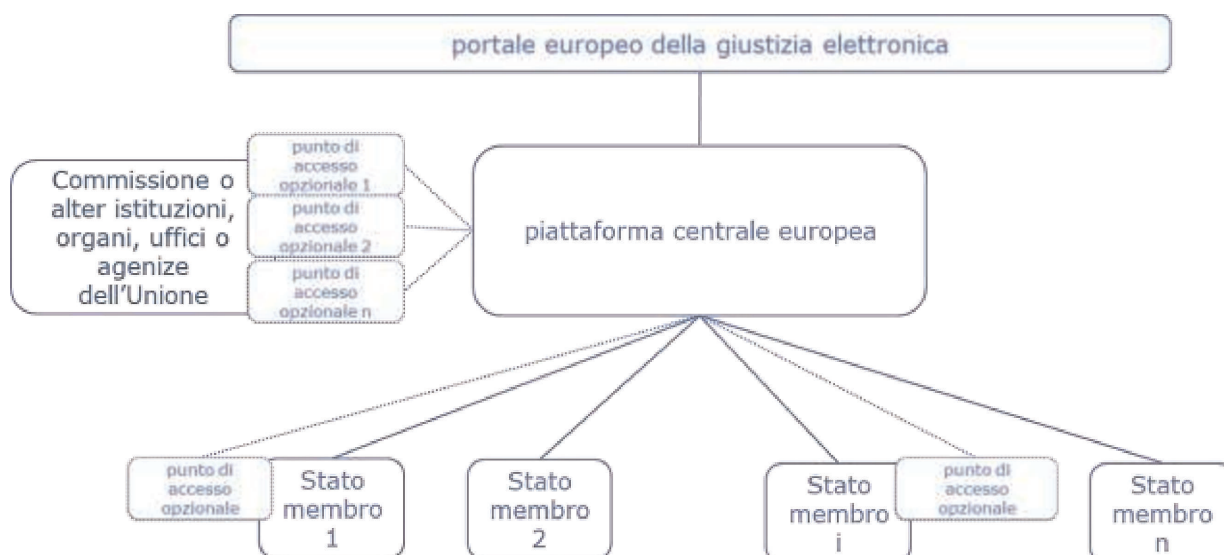 portale europeo della giustizia elettronica
Commissione o
alter istituzioni,
organi, uffici o
agenize
dell'Unione
punto di
accesso
opzionale 1
punto di
accesso
opzionale 2
punto di
accesso
opzionale n
piattaforma centrale europea
punto di
accesso
opzionale
Stato
membro
1
Stato
membro
2
Stato
membro
i
punto di
accesso
opzionale
Stato
membro
n